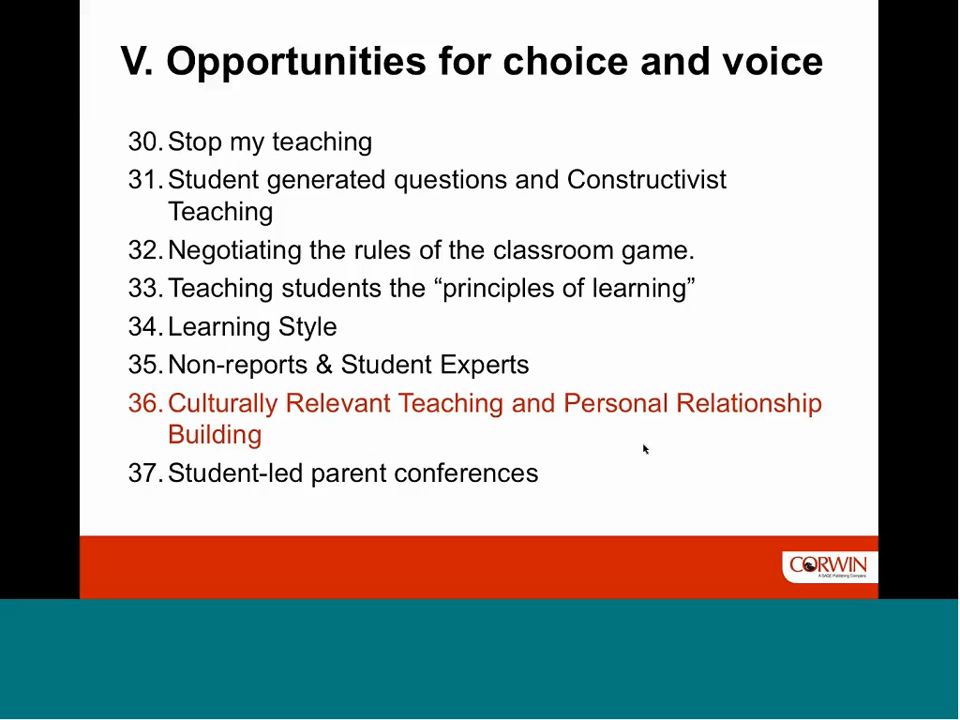 V. Opportunities for choice and voice
30. Stop my teaching
31. Student generated questions and Constructivist
Teaching
32. Negotiating the rules of the classroom game.
33. Teaching students the “principles of learning”
34. Learning Style
35. Non-reports & Student Experts
36. Culturally Relevant Teaching and Personal Relationship
Building
37. Student-led parent conferences
CORWIN
A SAGE Publishing Company